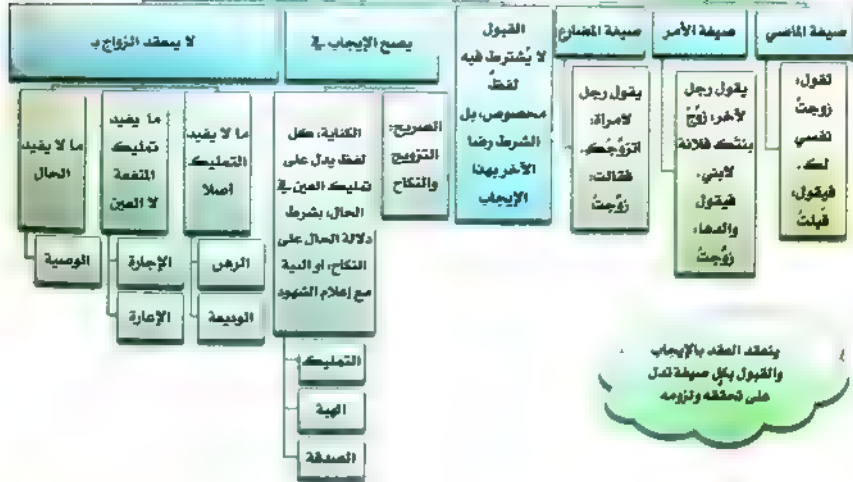 صيغة الماضي
تقول:
زوجتُ
نفسي
لك،
فيقول:
قبلتُ
صيغة الأمر
يقول رجل
لآخر: زوِّجْ
بنتك فلانة
لابني،
فيقول
والدها:
زوَّجتُ
صيغة المضارع
يقول رجل
لامرأة:
أتزوَّجكِ،
فقالت:
زوَّجتُ
القبول
لا يُشترط فيه
لفظٌ
مخصوص، بل
الشرط رضا
الآخر بهذا
الإيجاب
يصح الإيجاب في
الصريح:
التزويج
والنكاح
الكناية: كل
لفظ يدل على
تمليك العين في
الحال، بشرط
دلالة الحال على
النكاح، أو النية
مع إعلام الشهود
التمليك
الهبة
الصدقة
لا ينعقد الزواج بـ
ما لا يفيد
التمليك
أصلا
الرهن
الوديعة
ما يفيد
تمليك
المنفعة
لا العين
الإجارة
الإعارة
ما لا يفيد
الحال
الوصية
ينعقد العقد بالإيجاب
والقبول بكلِّ صيغة تدل
على تحقّقه ولزومه